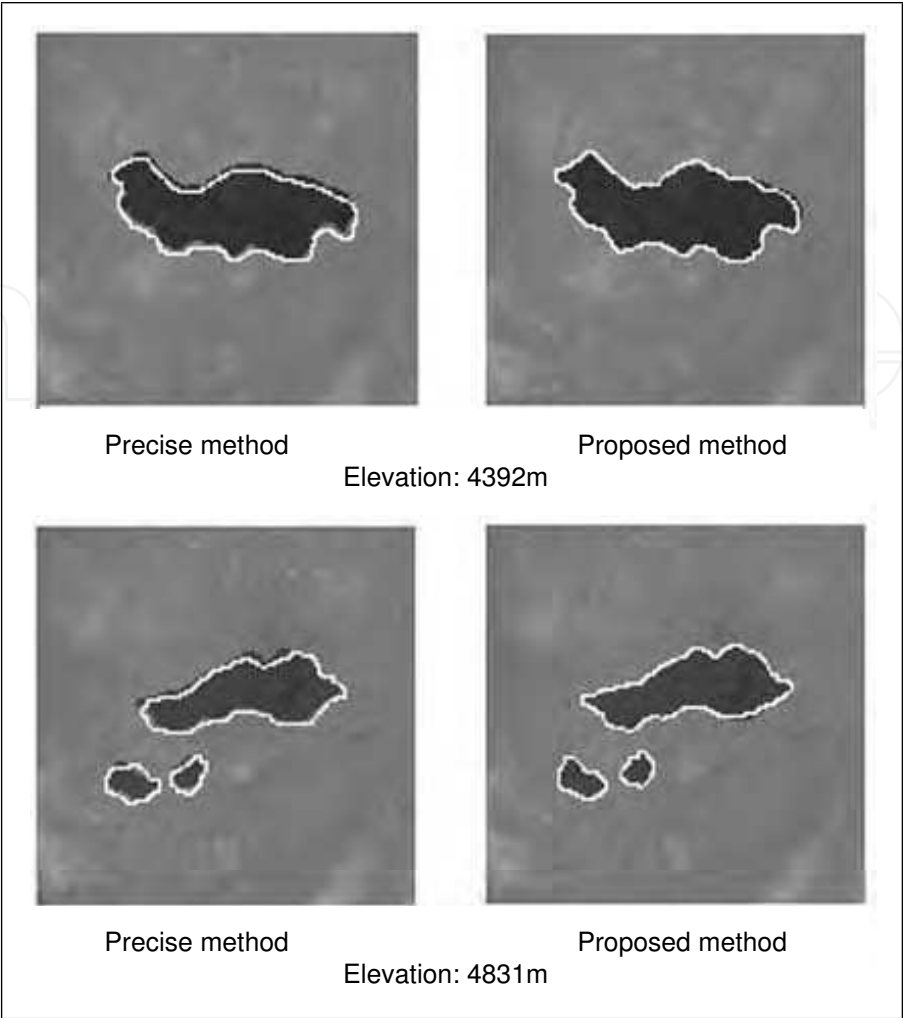 Precise method Proposed method
Elevation: 4392m
Precise method Proposed method
Elevation: 4831m